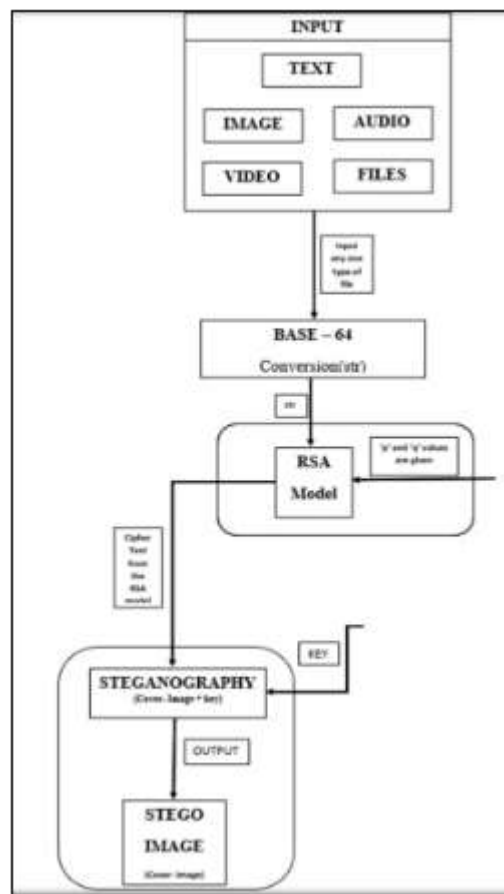 INPUT
TEXT
IMAGE
AUDIO
VIDEO
FILES
Input
any one
type of
file
BASE – 64
Conversion(str)
str
RSA
Model
'p' and 'q' values
are given
Cipher
Text
from
the
RSA
model
KEY
STEGANOGRAPHY
(Cover- Image + key)
OUTPUT
STEGO
IMAGE
(Cover- image)